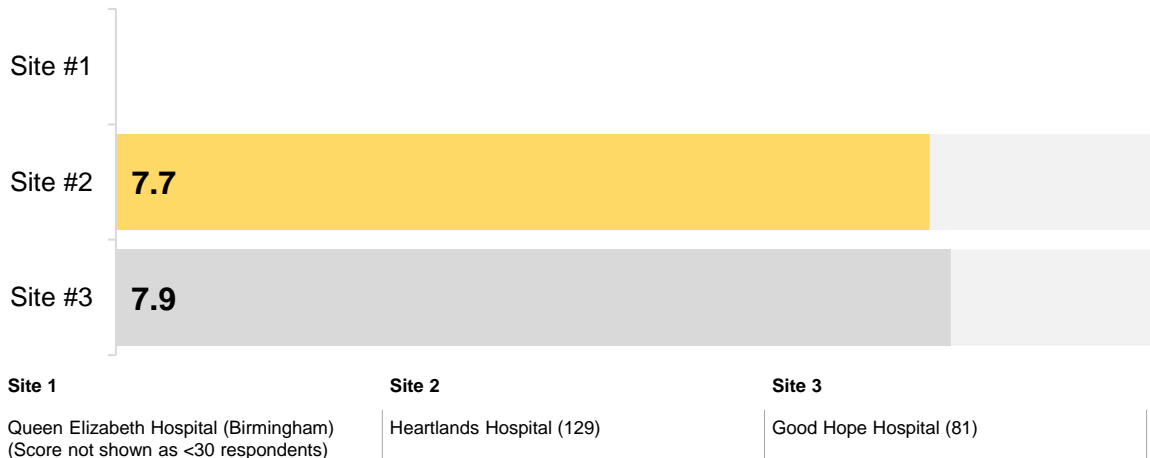 Site #1
Site #2
7.7
Site #3
7.9
Site 1
Site 2
Site 3
Queen Elizabeth Hospital (Birmingham)
(Score not shown as <30 respondents)
Heartlands Hospital (129)
Good Hope Hospital (81)